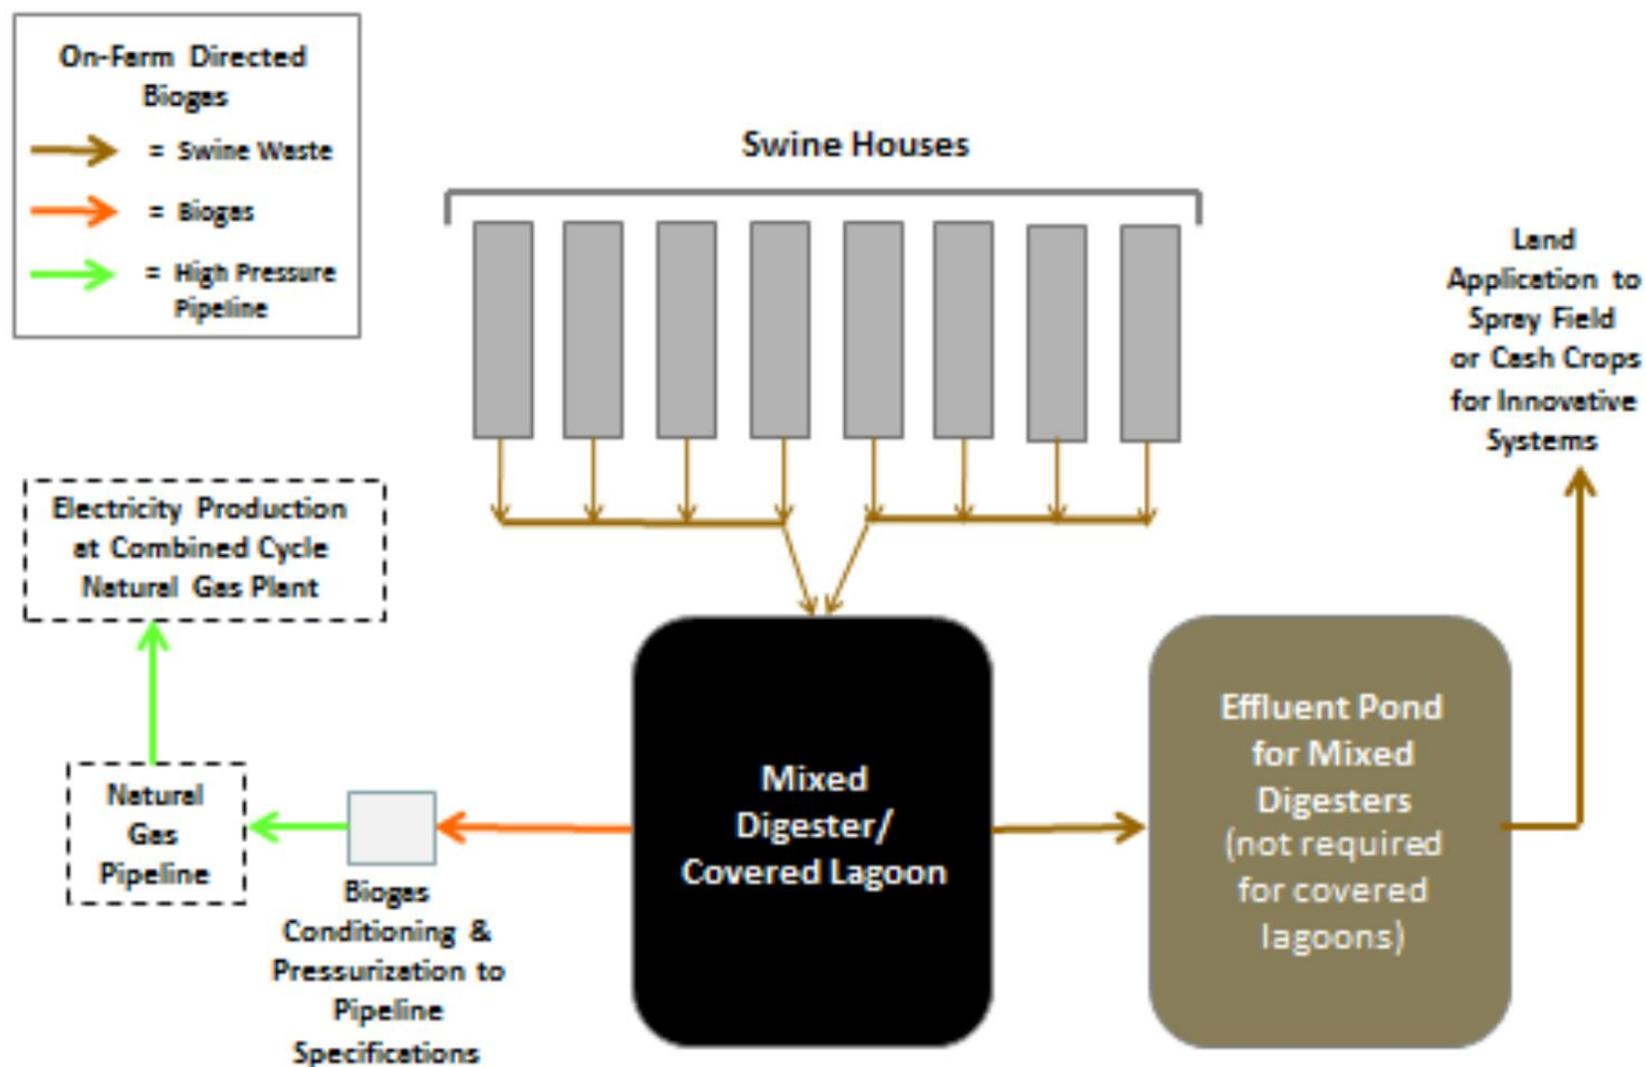 On-Farm Directed
Biogas
= Swine Waste
= Biogas
= High Pressure
Pipeline
Swine Houses
Land
Application to
Spray Field
or Cash Crops
for Innovative
Systems
Electricity Production
at Combined Cycle
Natural Gas Plant
Natural
Gas
Pipeline
Biogas
Conditioning &
Pressurization to
Pipeline
Specifications
Mixed
Digester/
Covered Lagoon
Effluent Pond
for Mixed
Digesters
(not required
for covered
lagoons)